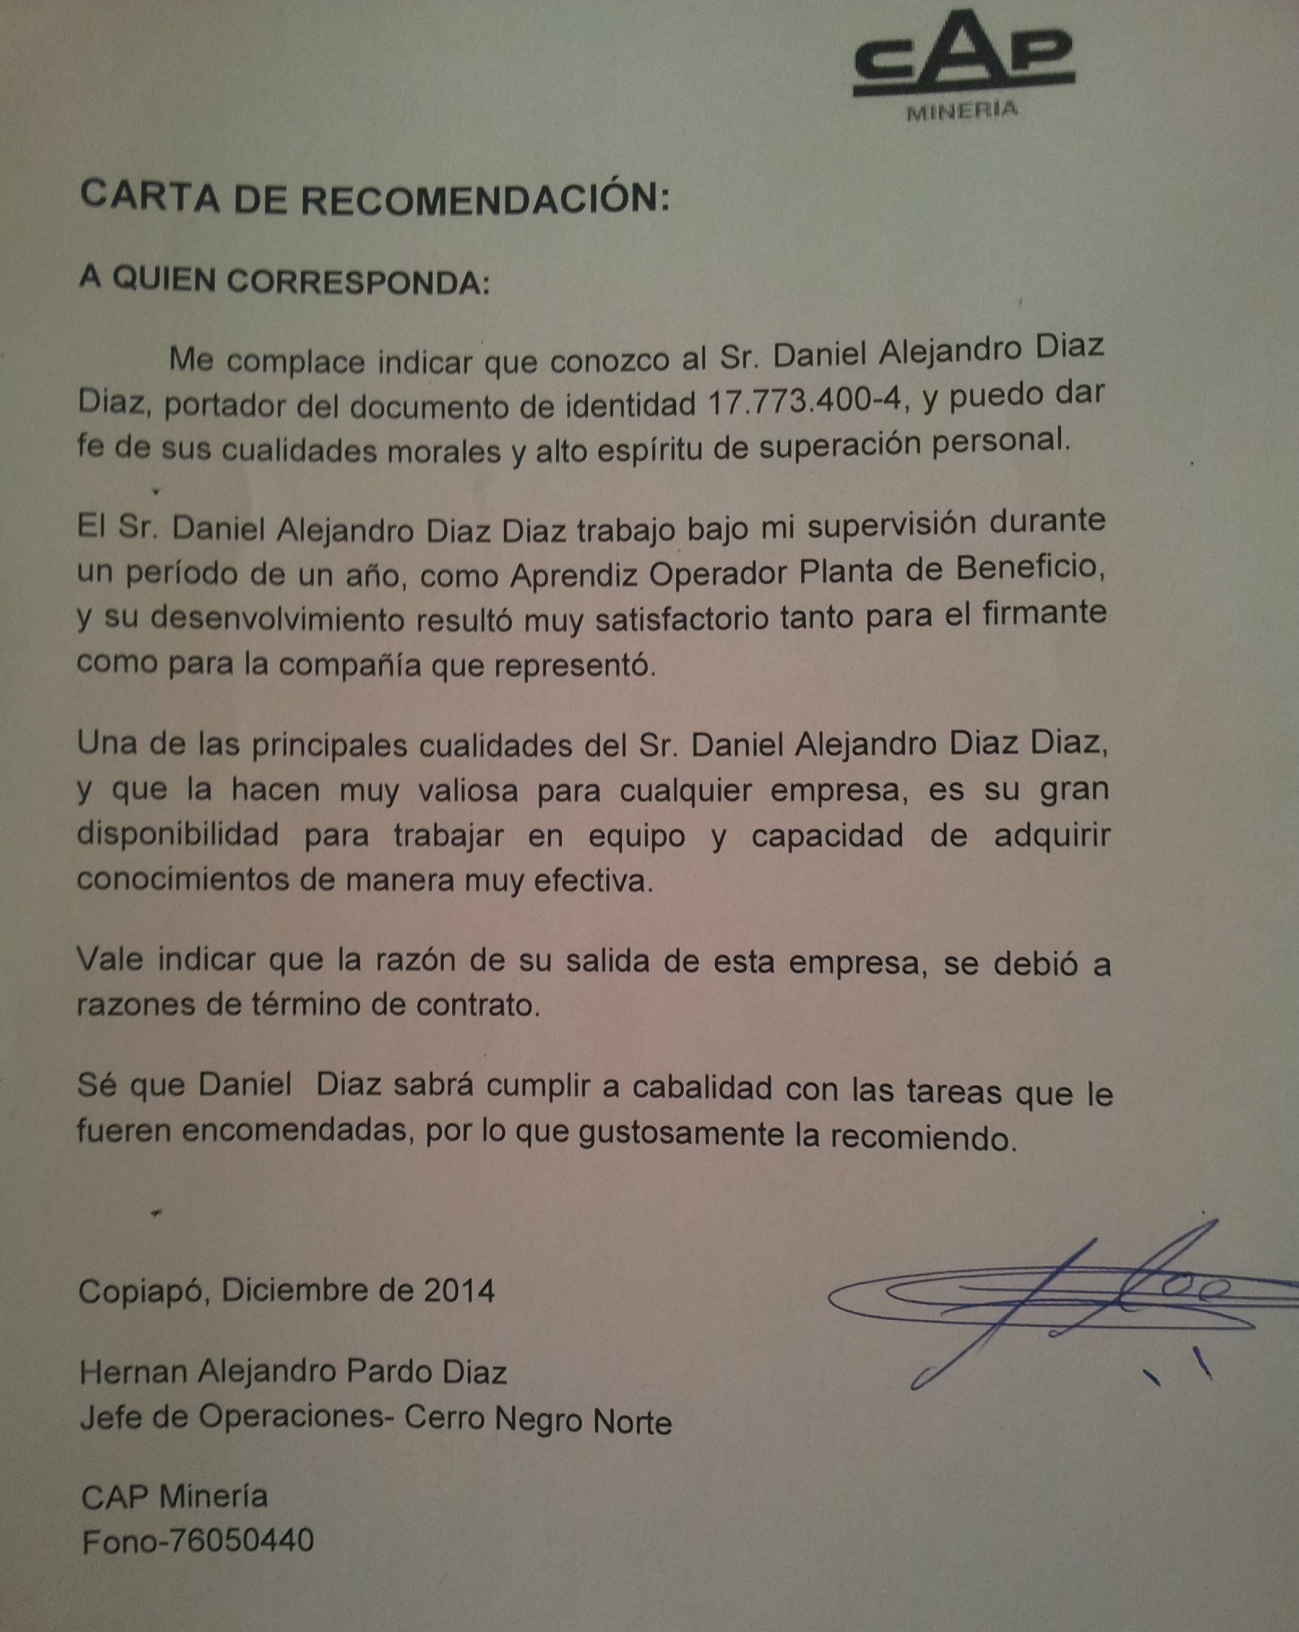 CAP
MINERÍA
CARTA DE RECOMENDACIÓN:
A QUIEN CORRESPONDA:
Me complace indicar que conozco al Sr. Daniel Alejandro Diaz
Diaz, portador del documento de identidad 17.773.400-4, y puedo dar
fe de sus cualidades morales y alto espíritu de superación personal.
El Sr. Daniel Alejandro Diaz Diaz trabajo bajo mi supervisión durante
un período de un año, como Aprendiz Operador Planta de Beneficio,
y su desenvolvimiento resultó muy satisfactorio tanto para el firmante
como para la compañía que representó.
Una de las principales cualidades del Sr. Daniel Alejandro Diaz Diaz,
y que la hacen muy valiosa para cualquier empresa, es su gran
disponibilidad para trabajar en equipo y capacidad de adquirir
conocimientos de manera muy efectiva.
Vale indicar que la razón de su salida de esta empresa, se debió a
razones de término de contrato.
Sé que Daniel  Diaz sabrá cumplir a cabalidad con las tareas que le
fueren encomendadas, por lo que gustosamente la recomiendo.
Copiapó, Diciembre de 2014
Hernan Alejandro Pardo Diaz
Jefe de Operaciones- Cerro Negro Norte
CAP Minería
Fono-76050440